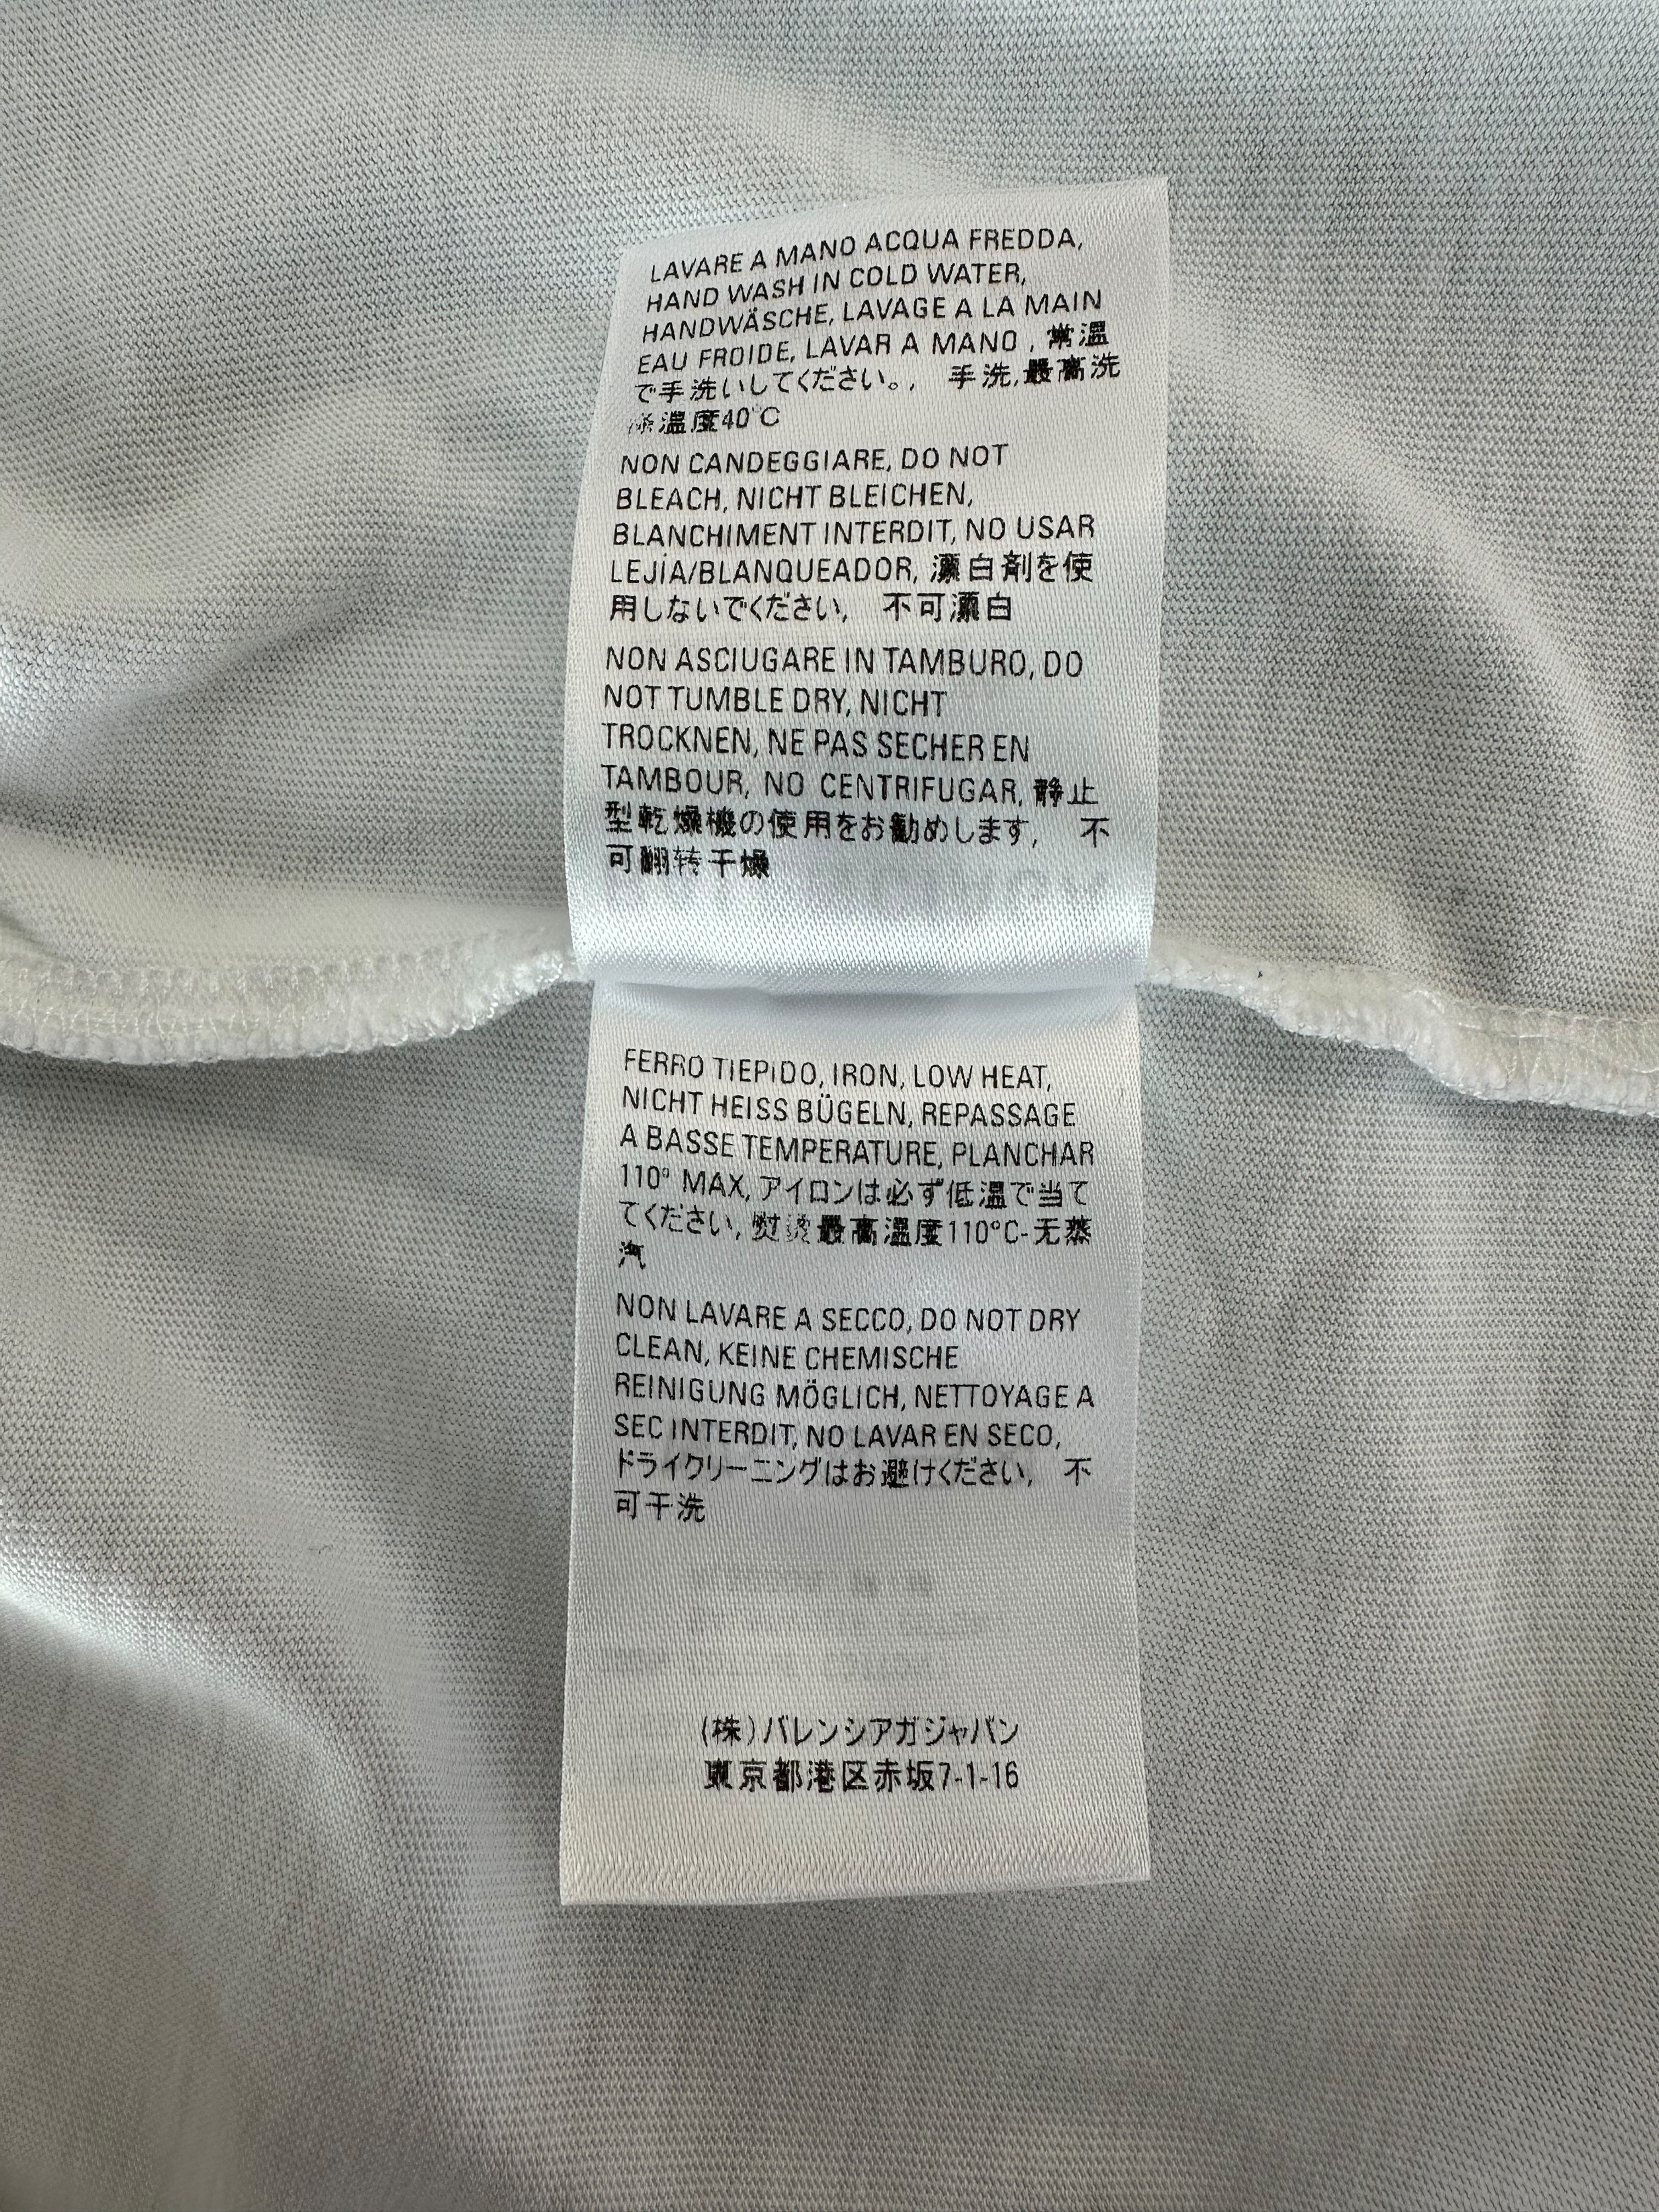 LAVARE A MANO ACQUA FREDDA,
HAND WASH IN COLD WATER,
HANDWÄSCHE, LAVAGE A LA MAIN
EAU FROIDE, LAVAR A MANO , 常温
で手洗いしてください。, 手洗,最高洗
涤温度40°C
NON CANDEGGIARE, DO NOT
BLEACH, NICHT BLEICHEN,
BLANCHIMENT INTERDIT, NO USAR
LEJÍA/BLANQUEADOR, 漂白剤を使
用しないでください, 不可漂白
NON ASCIUGARE IN TAMBURO, DO
NOT TUMBLE DRY, NICHT
TROCKNEN, NE PAS SECHER EN
TAMBOUR, NO CENTRIFUGAR, 静止
型乾燥機の使用をお勧めします, 不
可翻转干燥
FERRO TIEPIDO, IRON, LOW HEAT,
NICHT HEISS BÜGELN, REPASSAGE
A BASSE TEMPERATURE, PLANCHAR
110° MAX, アイロンは必ず低温で当て
てください, 熨烫最高温度110°C-无蒸
汽
NON LAVARE A SECCO, DO NOT DRY
CLEAN, KEINE CHEMISCHE
REINIGUNG MÖGLICH, NETTOYAGE A
SEC INTERDIT, NO LAVAR EN SECO,
ドライクリーニングはお避けください, 不
可干洗
(株)バレンシアガジャパン
東京都港区赤坂7-1-16